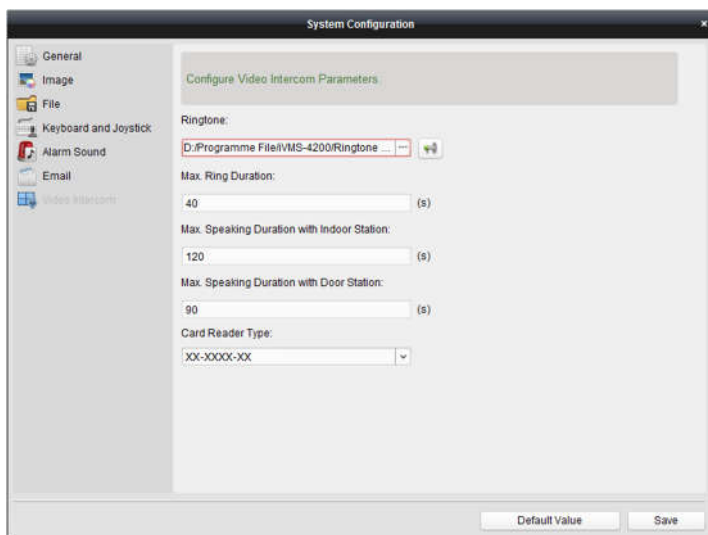 System Configuration
×
General
Image
File
Keyboard and Joystick
Alarm Sound
Email
Video Intercom
Configure Video Intercom Parameters.
Ringtone:
D:/Programme File/iVMS-4200/Ringtone ... ...
Max. Ring Duration:
40 (s)
Max. Speaking Duration with Indoor Station:
120 (s)
Max. Speaking Duration with Door Station:
90 (s)
Card Reader Type:
XX-XXXX-XX
Default Value Save